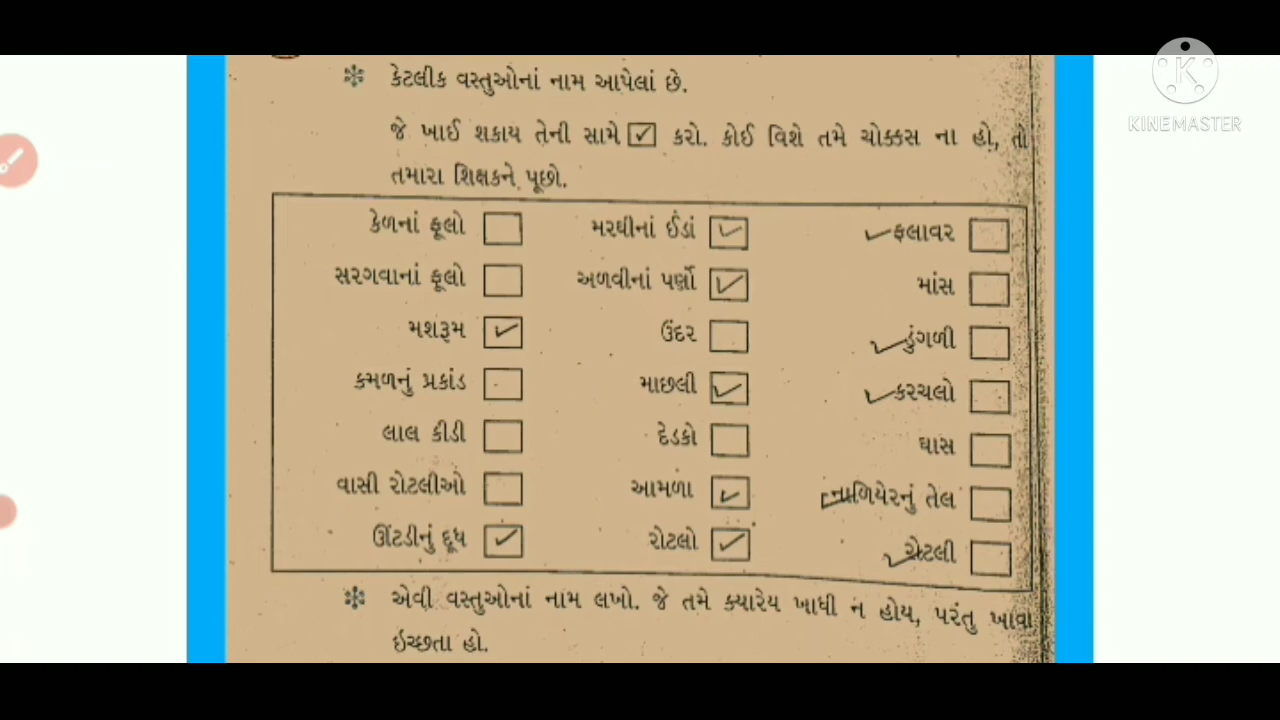 KINEMASTER
કેટલીક વસ્તુઓનાં નામ આપેલાં છે.
જે ખાઈ શકાય તેની સામે ☑ કરો. કોઈ વિશે તમે ચોક્કસ ના હો, તો
તમારા શિક્ષકને પૂછો.
કેળનાં ફૂલો ☐ મરઘીનાં ઈંડાં ☑ ✓ફલાવર ☐
સરગવાનાં ફૂલો ☐ અળવીનાં પર્ણો ☑ માંસ ☐
મશરૂમ ☑ ઉંદર ☐ ✓ડુંગળી ☐
કમળનું પ્રકાંડ ☐ માછલી ☑ ✓કરચલો ☐
લાલ કીડી ☐ દેડકો ☐ ઘાસ ☐
વાસી રોટલીઓ ☐ આમળા ☑ ✓નાળિયેરનું તેલ ☐
ઊંટડીનું દૂધ ☑ રોટલો ☑ ✓રોટલી ☐
એવી વસ્તુઓનાં નામ લખો. જે તમે ક્યારેય ખાધી ન હોય, પરંતુ ખાવા
ઇચ્છતા હો.